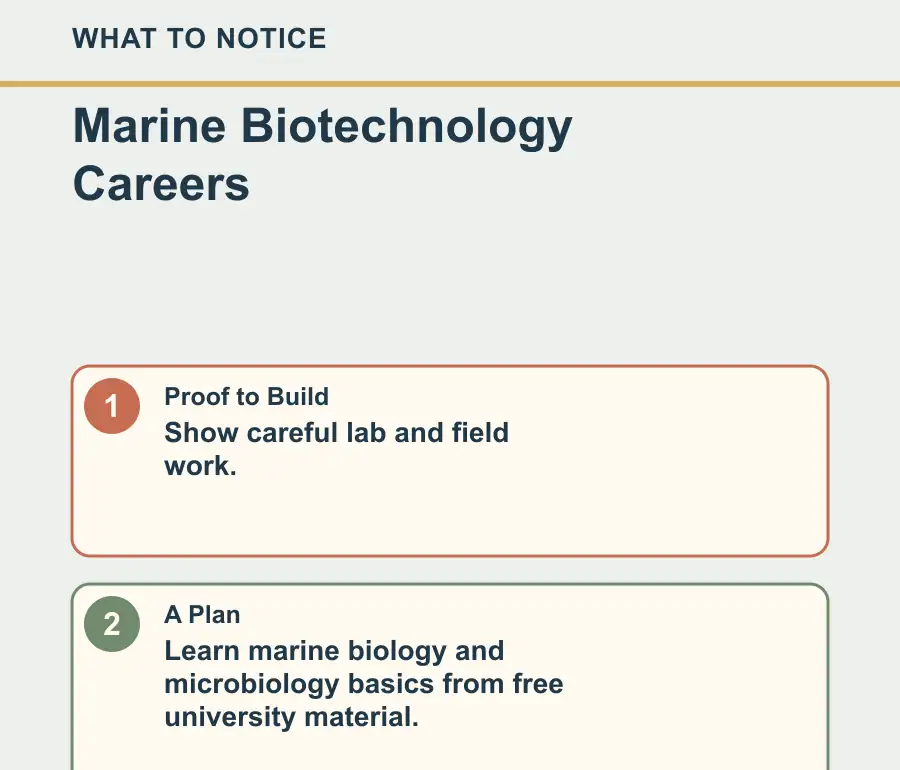 WHAT TO NOTICE
Marine Biotechnology
Careers
1
Proof to Build
Show careful lab and field
work.
2
A Plan
Learn marine biology and
microbiology basics from free
university material.